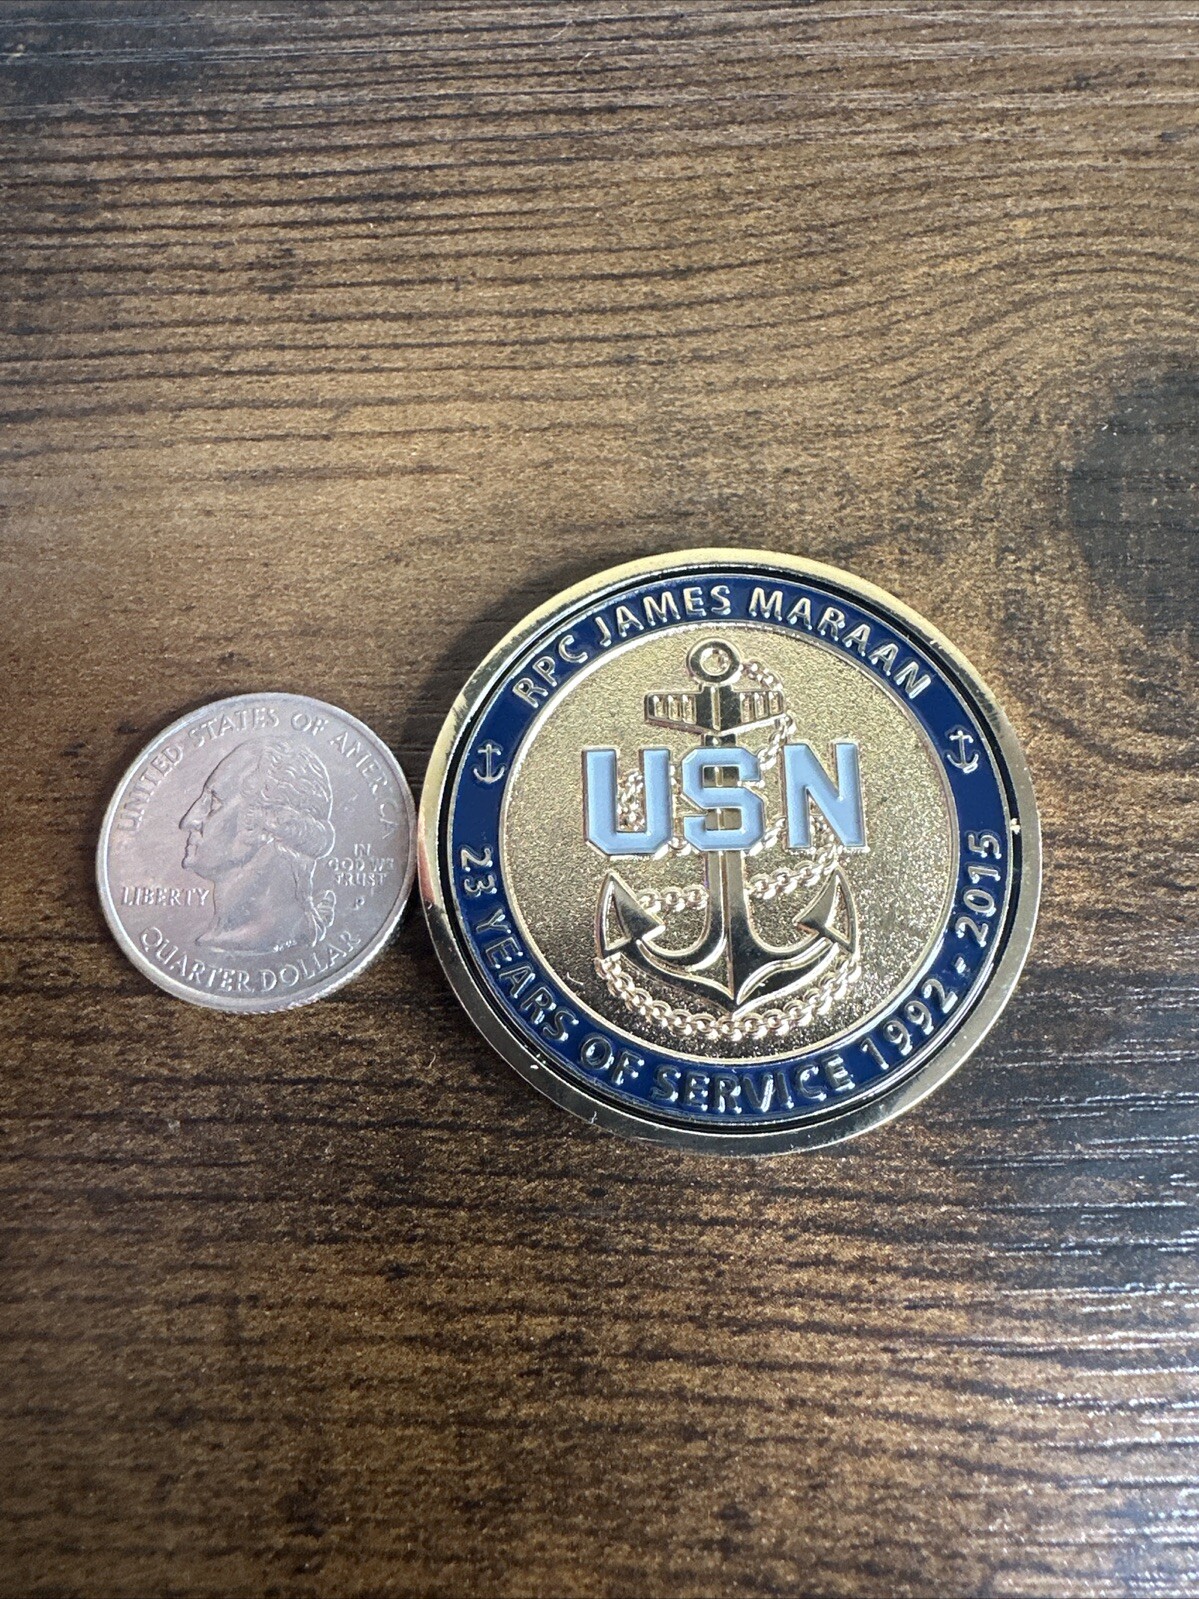 UNITED STATES OF AMERICA
LIBERTY
IN
GOD WE
TRUST
P
QUARTER DOLLAR
RPC JAMES MARAAN
USN
23 YEARS OF SERVICE 1992 - 2015